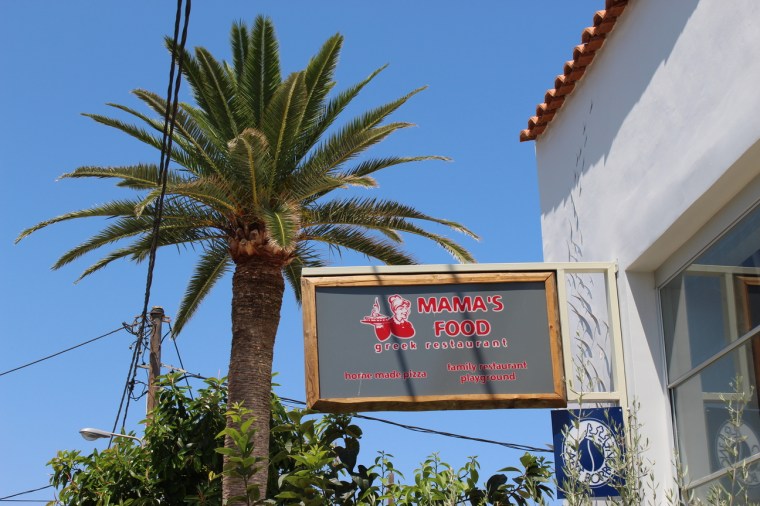 MAMA'S
FOOD
greek restaurant
home made pizza
family restaurant
playground